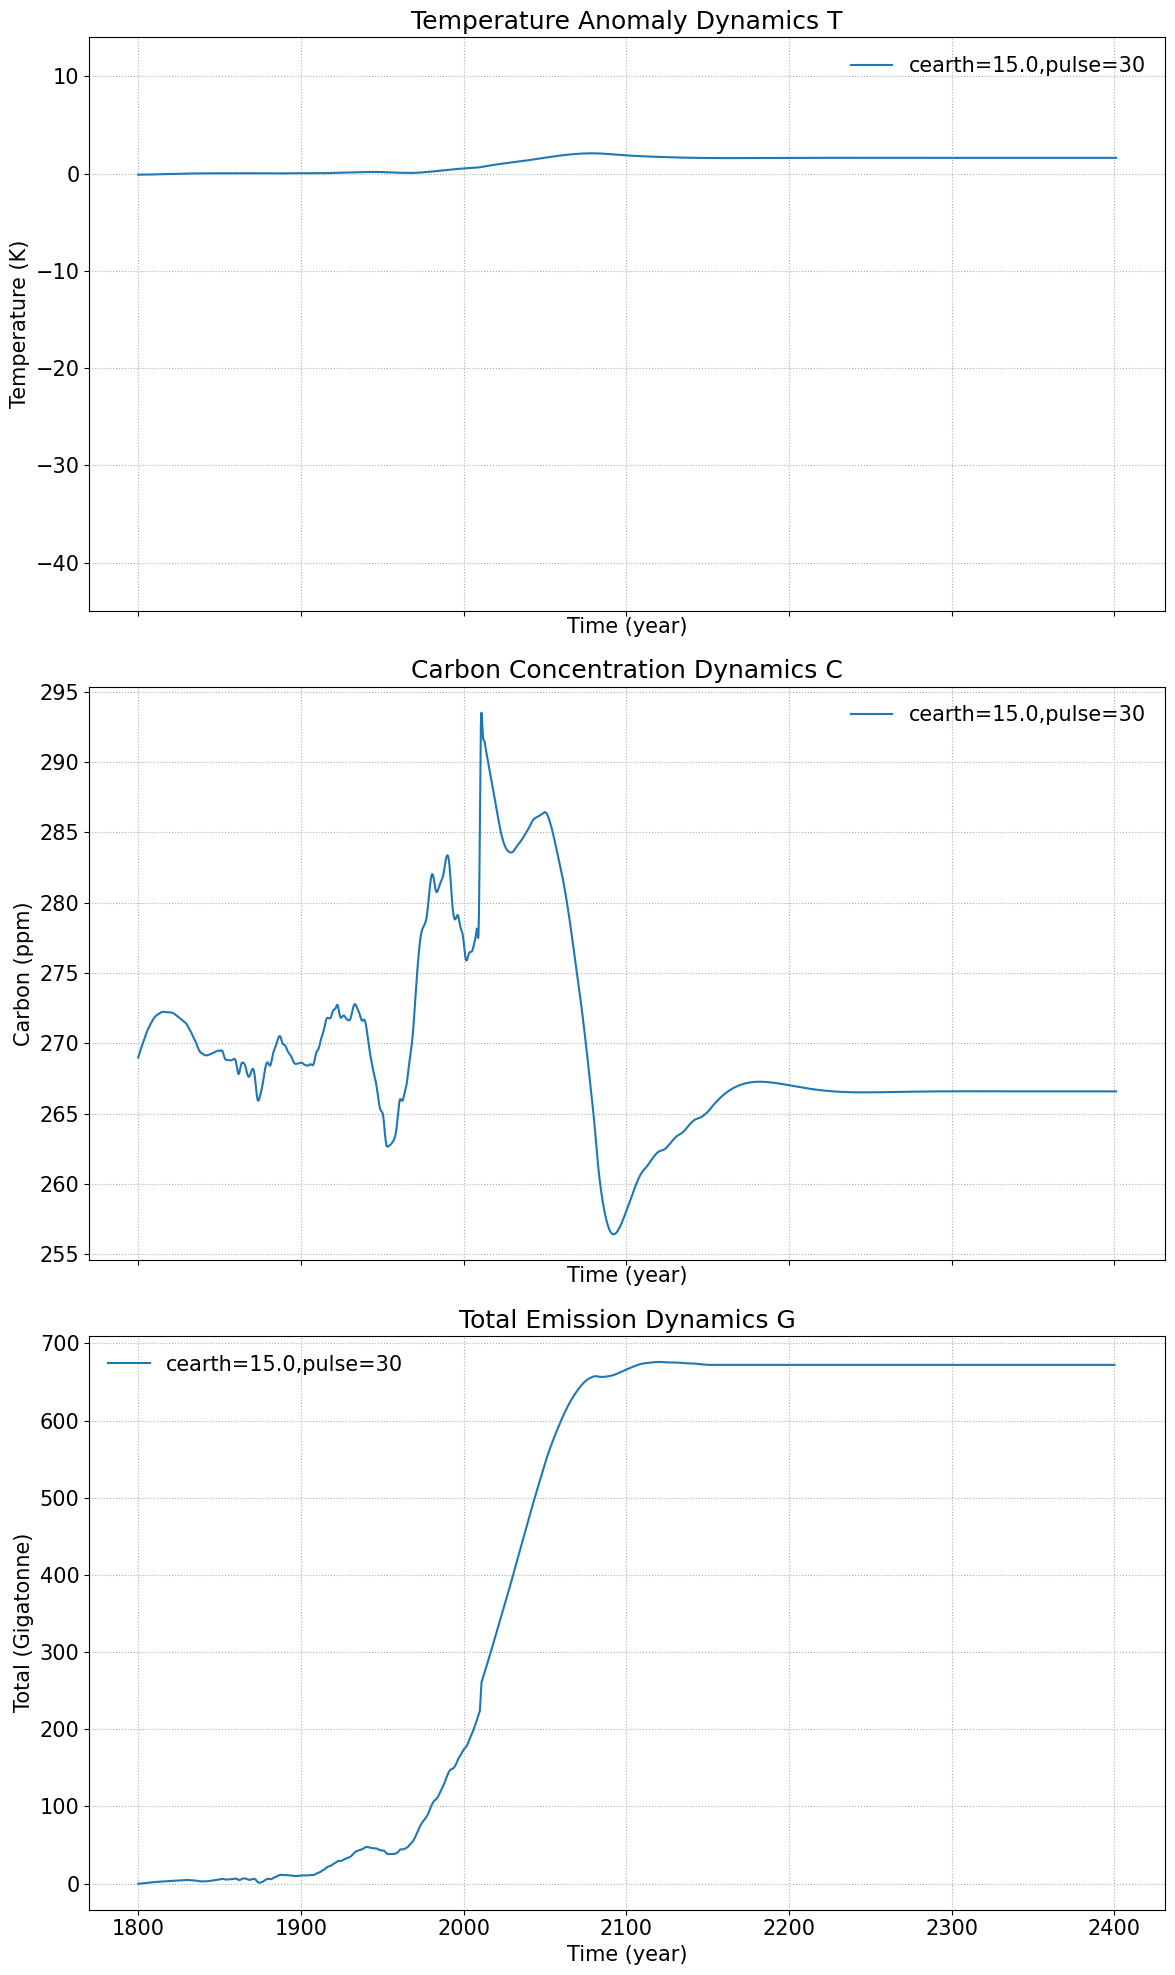 Temperature Anomaly Dynamics T
cearth=15.0,pulse=30
10
0
−10
−20
−30
−40
Temperature (K)
Time (year)
Carbon Concentration Dynamics C
cearth=15.0,pulse=30
295
290
285
280
275
270
265
260
255
Carbon (ppm)
Time (year)
Total Emission Dynamics G
cearth=15.0,pulse=30
700
600
500
400
300
200
100
0
Total (Gigatonne)
1800 1900 2000 2100 2200 2300 2400
Time (year)